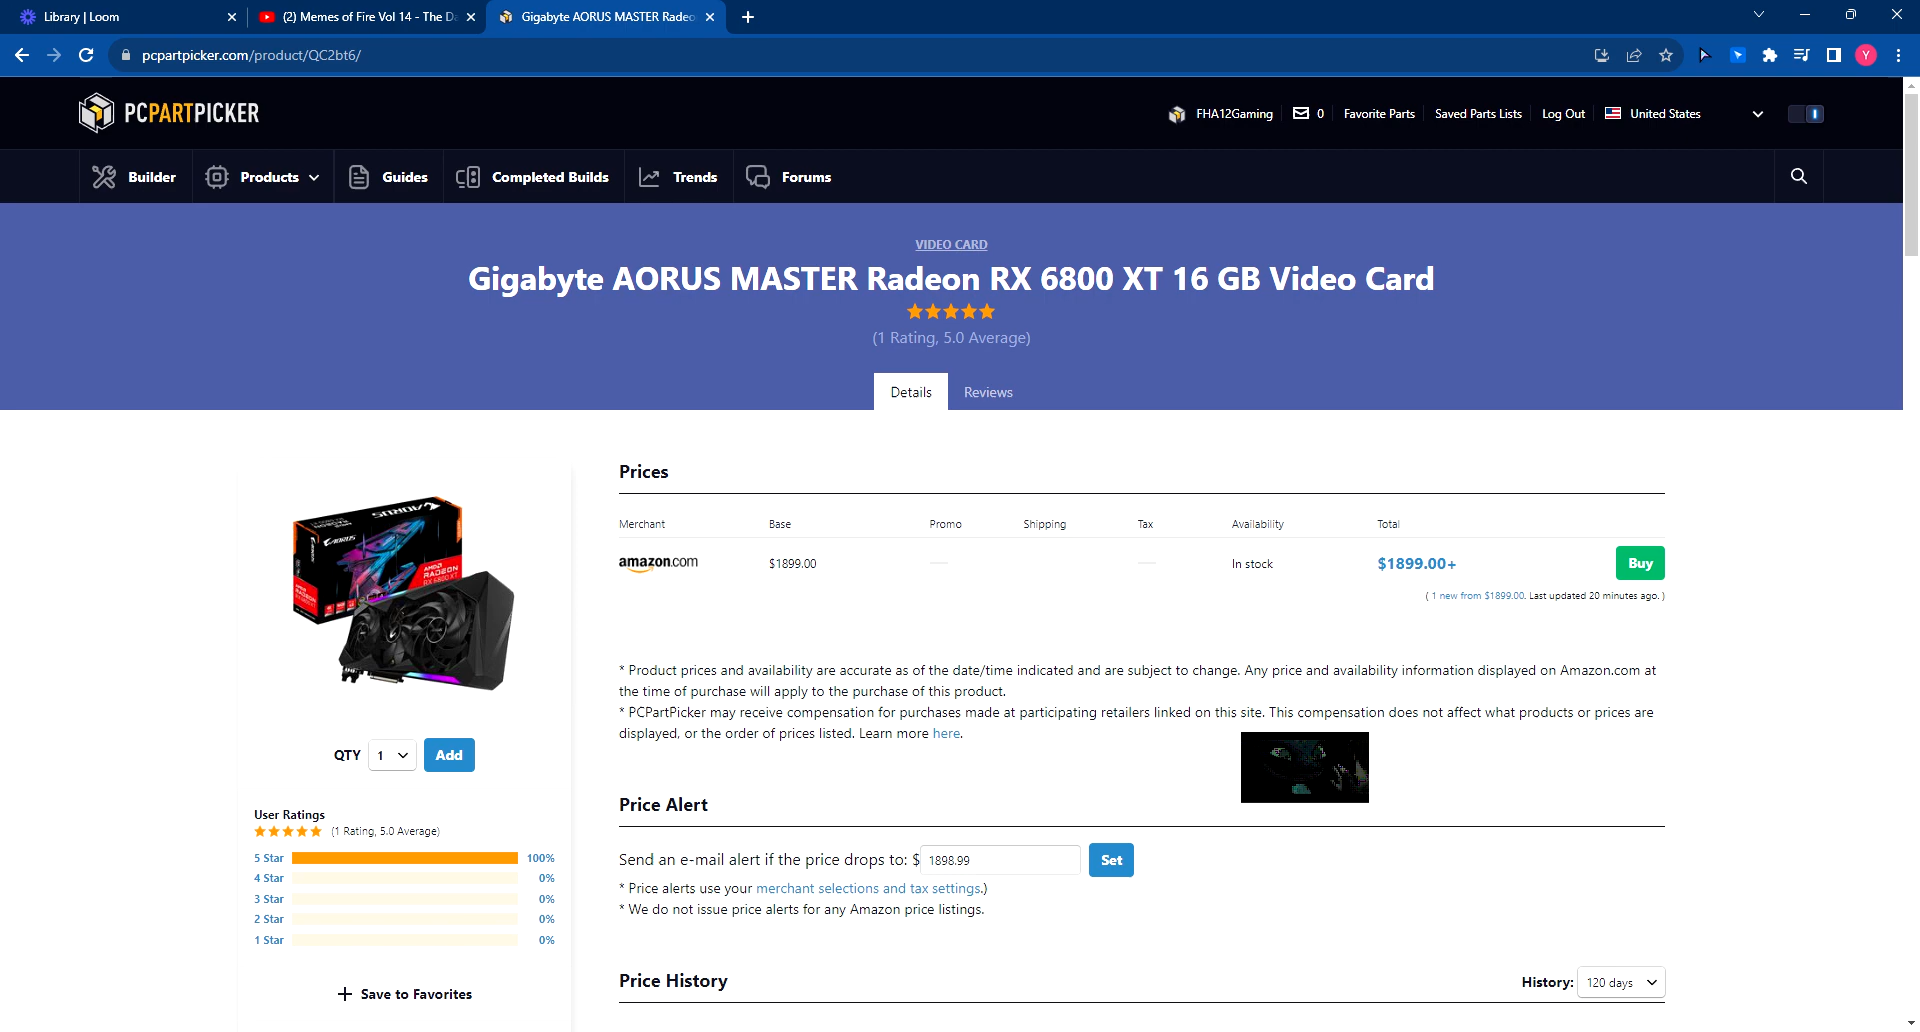 Library | Loom
(2) Memes of Fire Vol 14 - The Da
Gigabyte AORUS MASTER Radeo
pcpartpicker.com/product/QC2bt6/
Y
PCPARTPICKER
FHA12Gaming
0
Favorite Parts
Saved Parts Lists
Log Out
United States
Builder
Products
Guides
Completed Builds
Trends
Forums
VIDEO CARD
Gigabyte AORUS MASTER Radeon RX 6800 XT 16 GB Video Card
(1 Rating, 5.0 Average)
Details
Reviews
AORUS
AORUS
AMD
RADEON
RX 6800 XT
QTY
1
Add
User Ratings
(1 Rating, 5.0 Average)
5 Star 100%
4 Star 0%
3 Star 0%
2 Star 0%
1 Star 0%
Save to Favorites
Prices
Merchant Base Promo Shipping Tax Availability Total
amazon.com $1899.00 — — In stock $1899.00+ Buy
( 1 new from $1899.00. Last updated 20 minutes ago. )
* Product prices and availability are accurate as of the date/time indicated and are subject to change. Any price and availability information displayed on Amazon.com at
the time of purchase will apply to the purchase of this product.
* PCPartPicker may receive compensation for purchases made at participating retailers linked on this site. This compensation does not affect what products or prices are
displayed, or the order of prices listed. Learn more here.
Price Alert
Send an e-mail alert if the price drops to: $ 1898.99 Set
* Price alerts use your merchant selections and tax settings.)
* We do not issue price alerts for any Amazon price listings.
Price History
History: 120 days